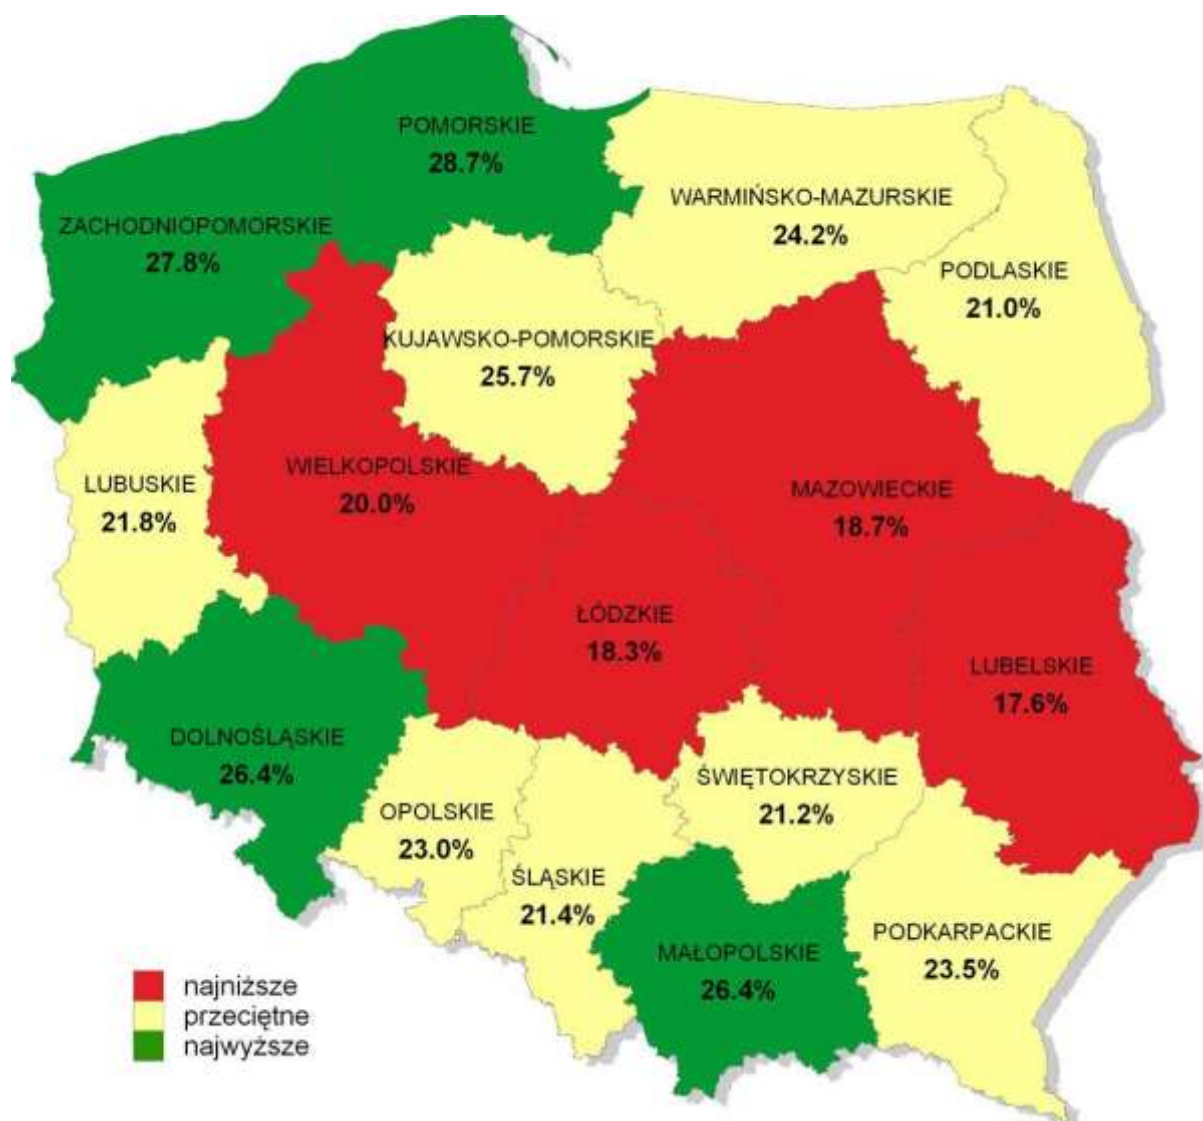 POMORSKIE
28.7%
WARMIŃSKO-MAZURSKIE
24.2%
ZACHODNIOPOMORSKIE
27.8%
PODLASKIE
21.0%
KUJAWSKO-POMORSKIE
25.7%
WIELKOPOLSKIE
20.0%
LUBUSKIE
21.8%
MAZOWIECKIE
18.7%
ŁÓDZKIE
18.3%
LUBELSKIE
17.6%
DOLNOŚLĄSKIE
26.4%
ŚWIĘTOKRZYSKIE
21.2%
OPOLSKIE
23.0%
ŚLĄSKIE
21.4%
PODKARPACKIE
23.5%
MAŁOPOLSKIE
26.4%
najniższe
przeciętne
najwyższe